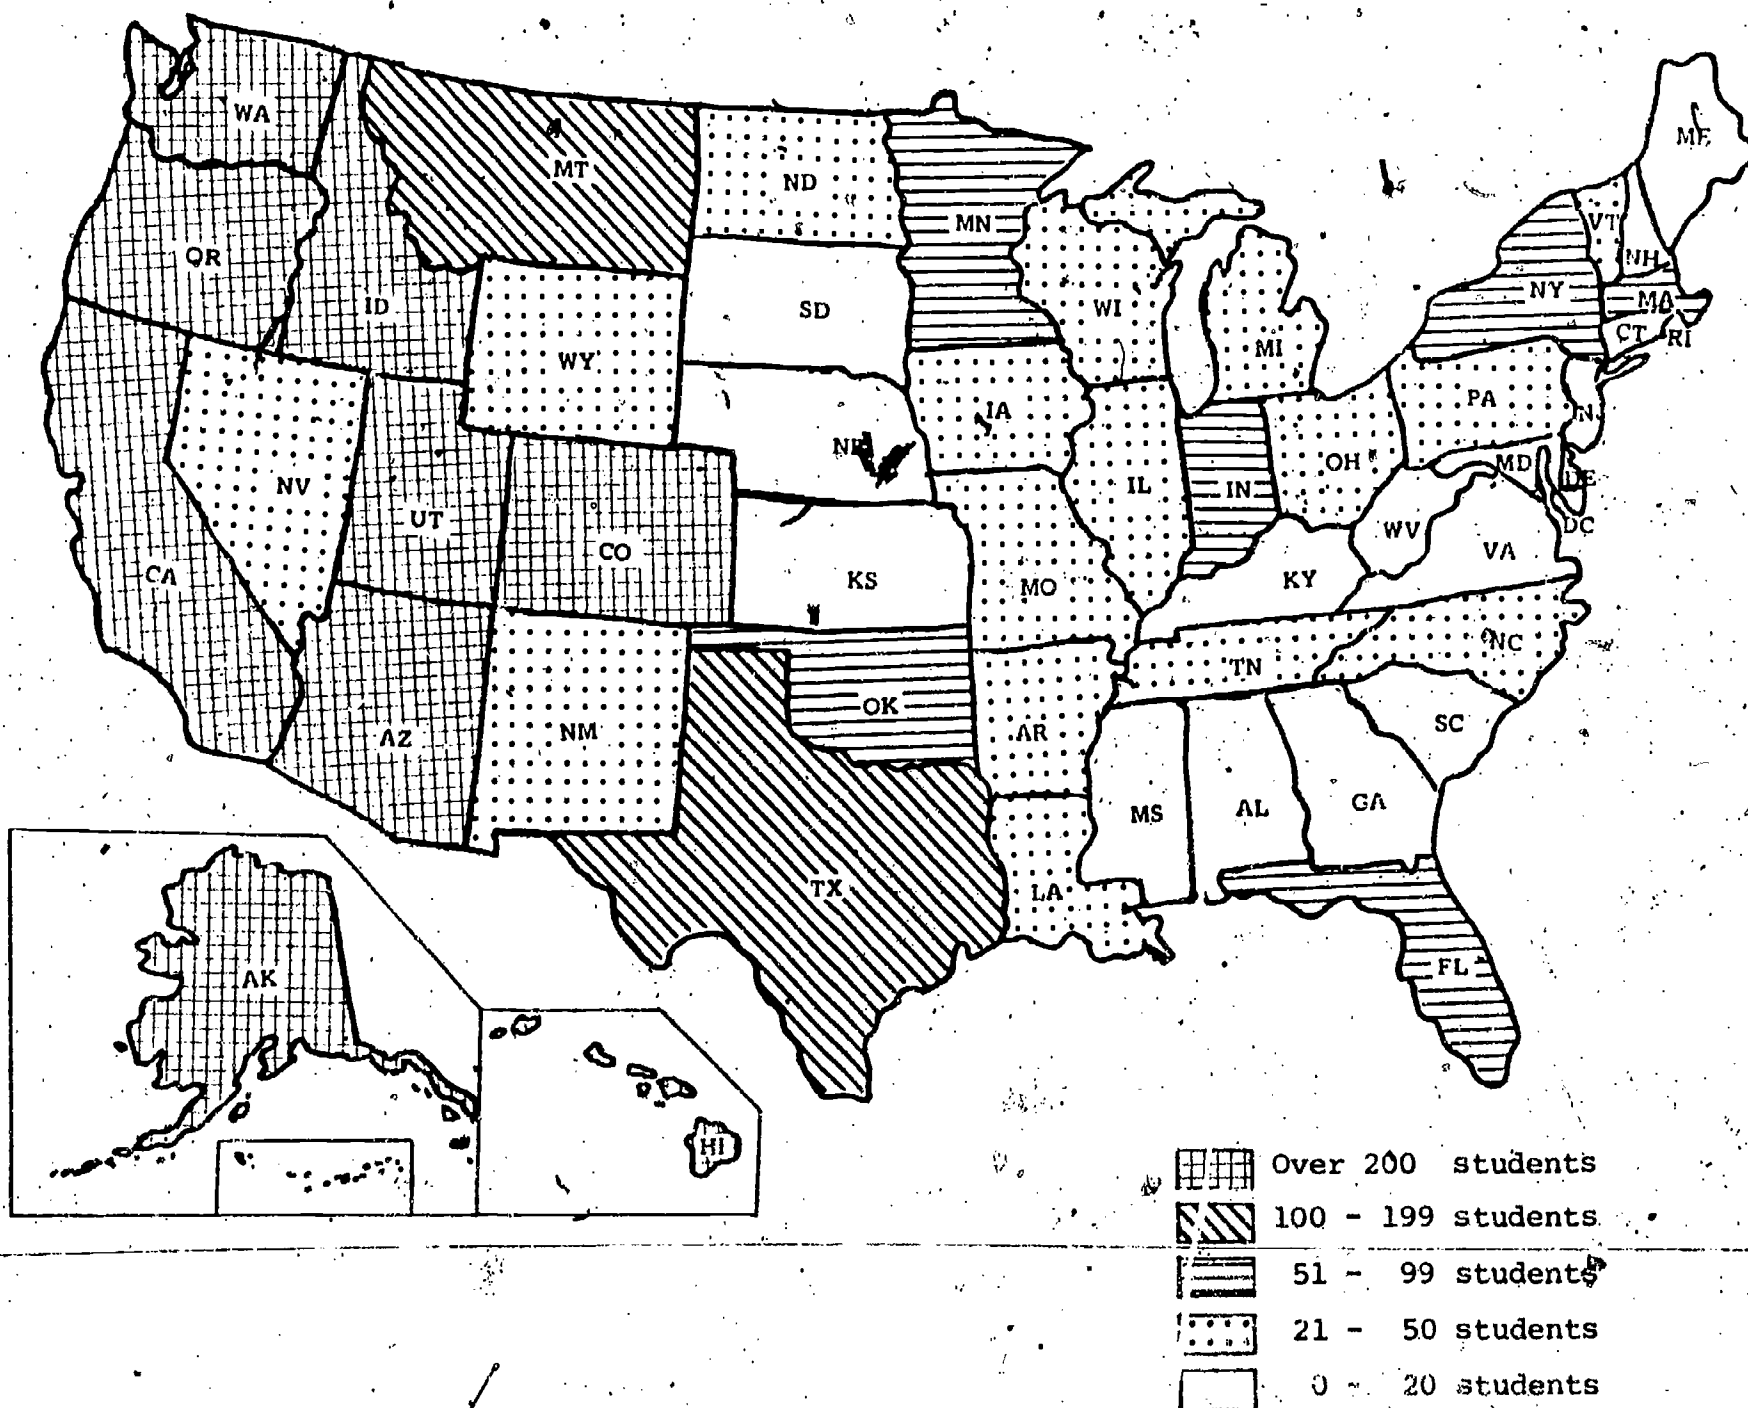 WA
MT
ND
MN
ME
OR
ID
SD
WI
MI
VT
NH
NY
MA
CT
RI
WY
IA
PA
NV
UT
CO
IL
IN
OH
MD
DE
DC
WV
VA
CA
KS
MO
KY
NC
TN
AZ
NM
OK
AR
SC
MS
AL
GA
TX
LA
FL
AK
HI
Over 200 students
100 - 199 students
51 - 99 students
21 - 50 students
0 - 20 students